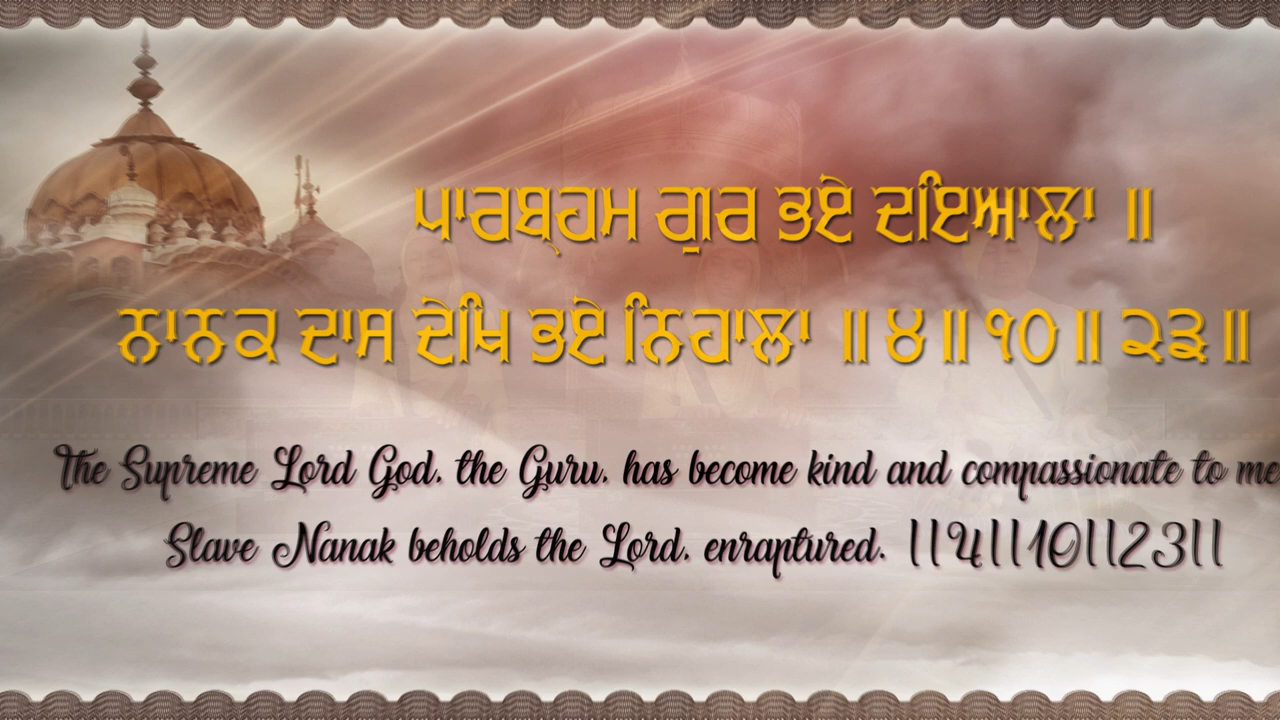 ਪਾਰਬ੍ਰਹਮ ਗੁਰ ਭਏ ਦਇਆਲਾ ॥
ਨਾਨਕ ਦਾਸ ਦੇਖਿ ਭਏ ਨਿਹਾਲਾ ॥ ੪ ॥ ੧੦ ॥ ੨੩ ॥
The Supreme Lord God, the Guru, has become kind and compassionate to me
Slave Nanak beholds the Lord, enraptured. ||4||10||23||